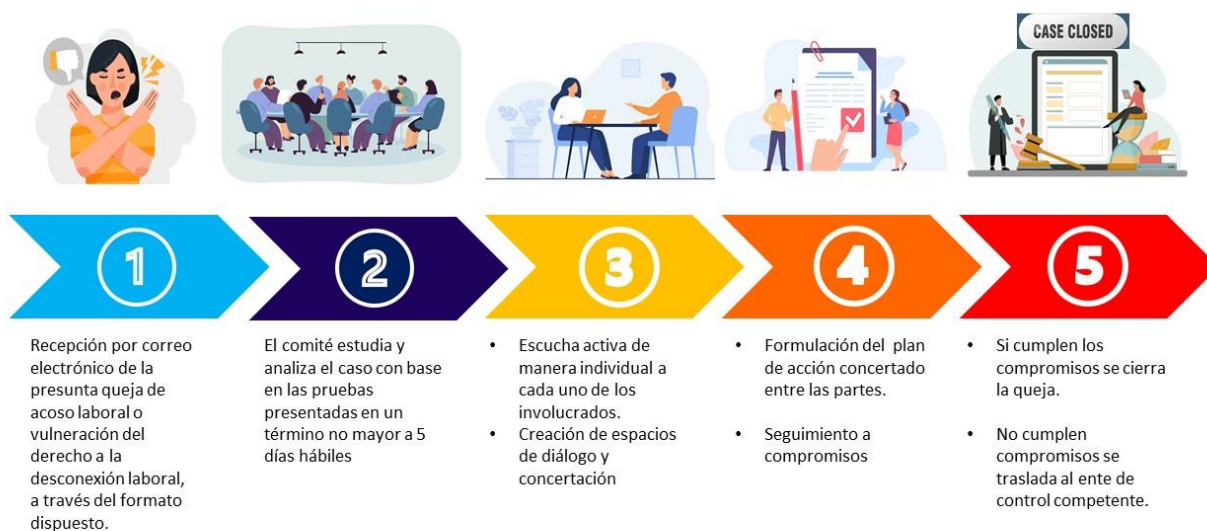 CASE CLOSED
1
2
3
4
5
Recepción por correo
electrónico de la
presunta queja de
acoso laboral o
vulneración del
derecho a la
desconexión laboral,
a través del formato
dispuesto.
El comité estudia y
analiza el caso con base
en las pruebas
presentadas en un
término no mayor a 5
días hábiles
• Escucha activa de
manera individual a
cada uno de los
involucrados.
• Creación de espacios
de diálogo y
concertación
• Formulación del plan
de acción concertado
entre las partes.
• Seguimiento a
compromisos
• Si cumplen los
compromisos se cierra
la queja.
• No cumplen
compromisos se
traslada al ente de
control competente.